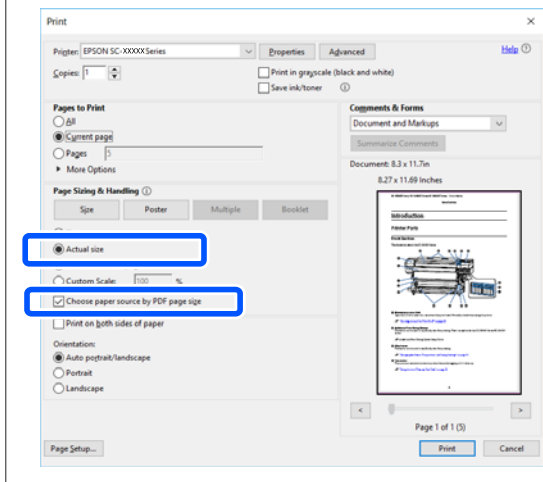 Print
Printer: EPSON SC-XXXXX Series
Properties
Advanced
Help
Copies: 1
Print in grayscale (black and white)
Save ink/toner
Pages to Print
All
Current page
Pages 5
More Options
Comments & Forms
Document and Markups
Summarize Comments
Page Sizing & Handling
Size
Poster
Multiple
Booklet
Actual size
Custom Scale: 100 %
Choose paper source by PDF page size
Print on both sides of paper
Orientation:
Auto portrait/landscape
Portrait
Landscape
Document: 8.3 x 11.7in
8.27 x 11.69 Inches
Introduction
Printer Parts
Front Section
<
>
Page 1 of 1 (5)
Page Setup...
Print
Cancel